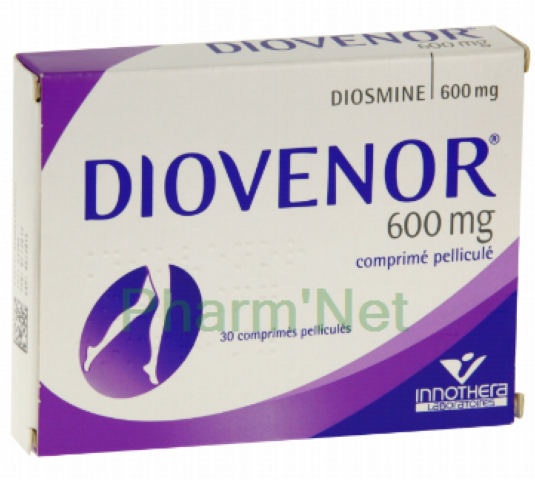 DIOVENOR
600 mg
DIOSMINE | 600 mg
DIOVENOR®
600 mg
comprimé pelliculé
Pharm'Net
30 comprimés pelliculés
INNOTHERA
LABORATOIRES